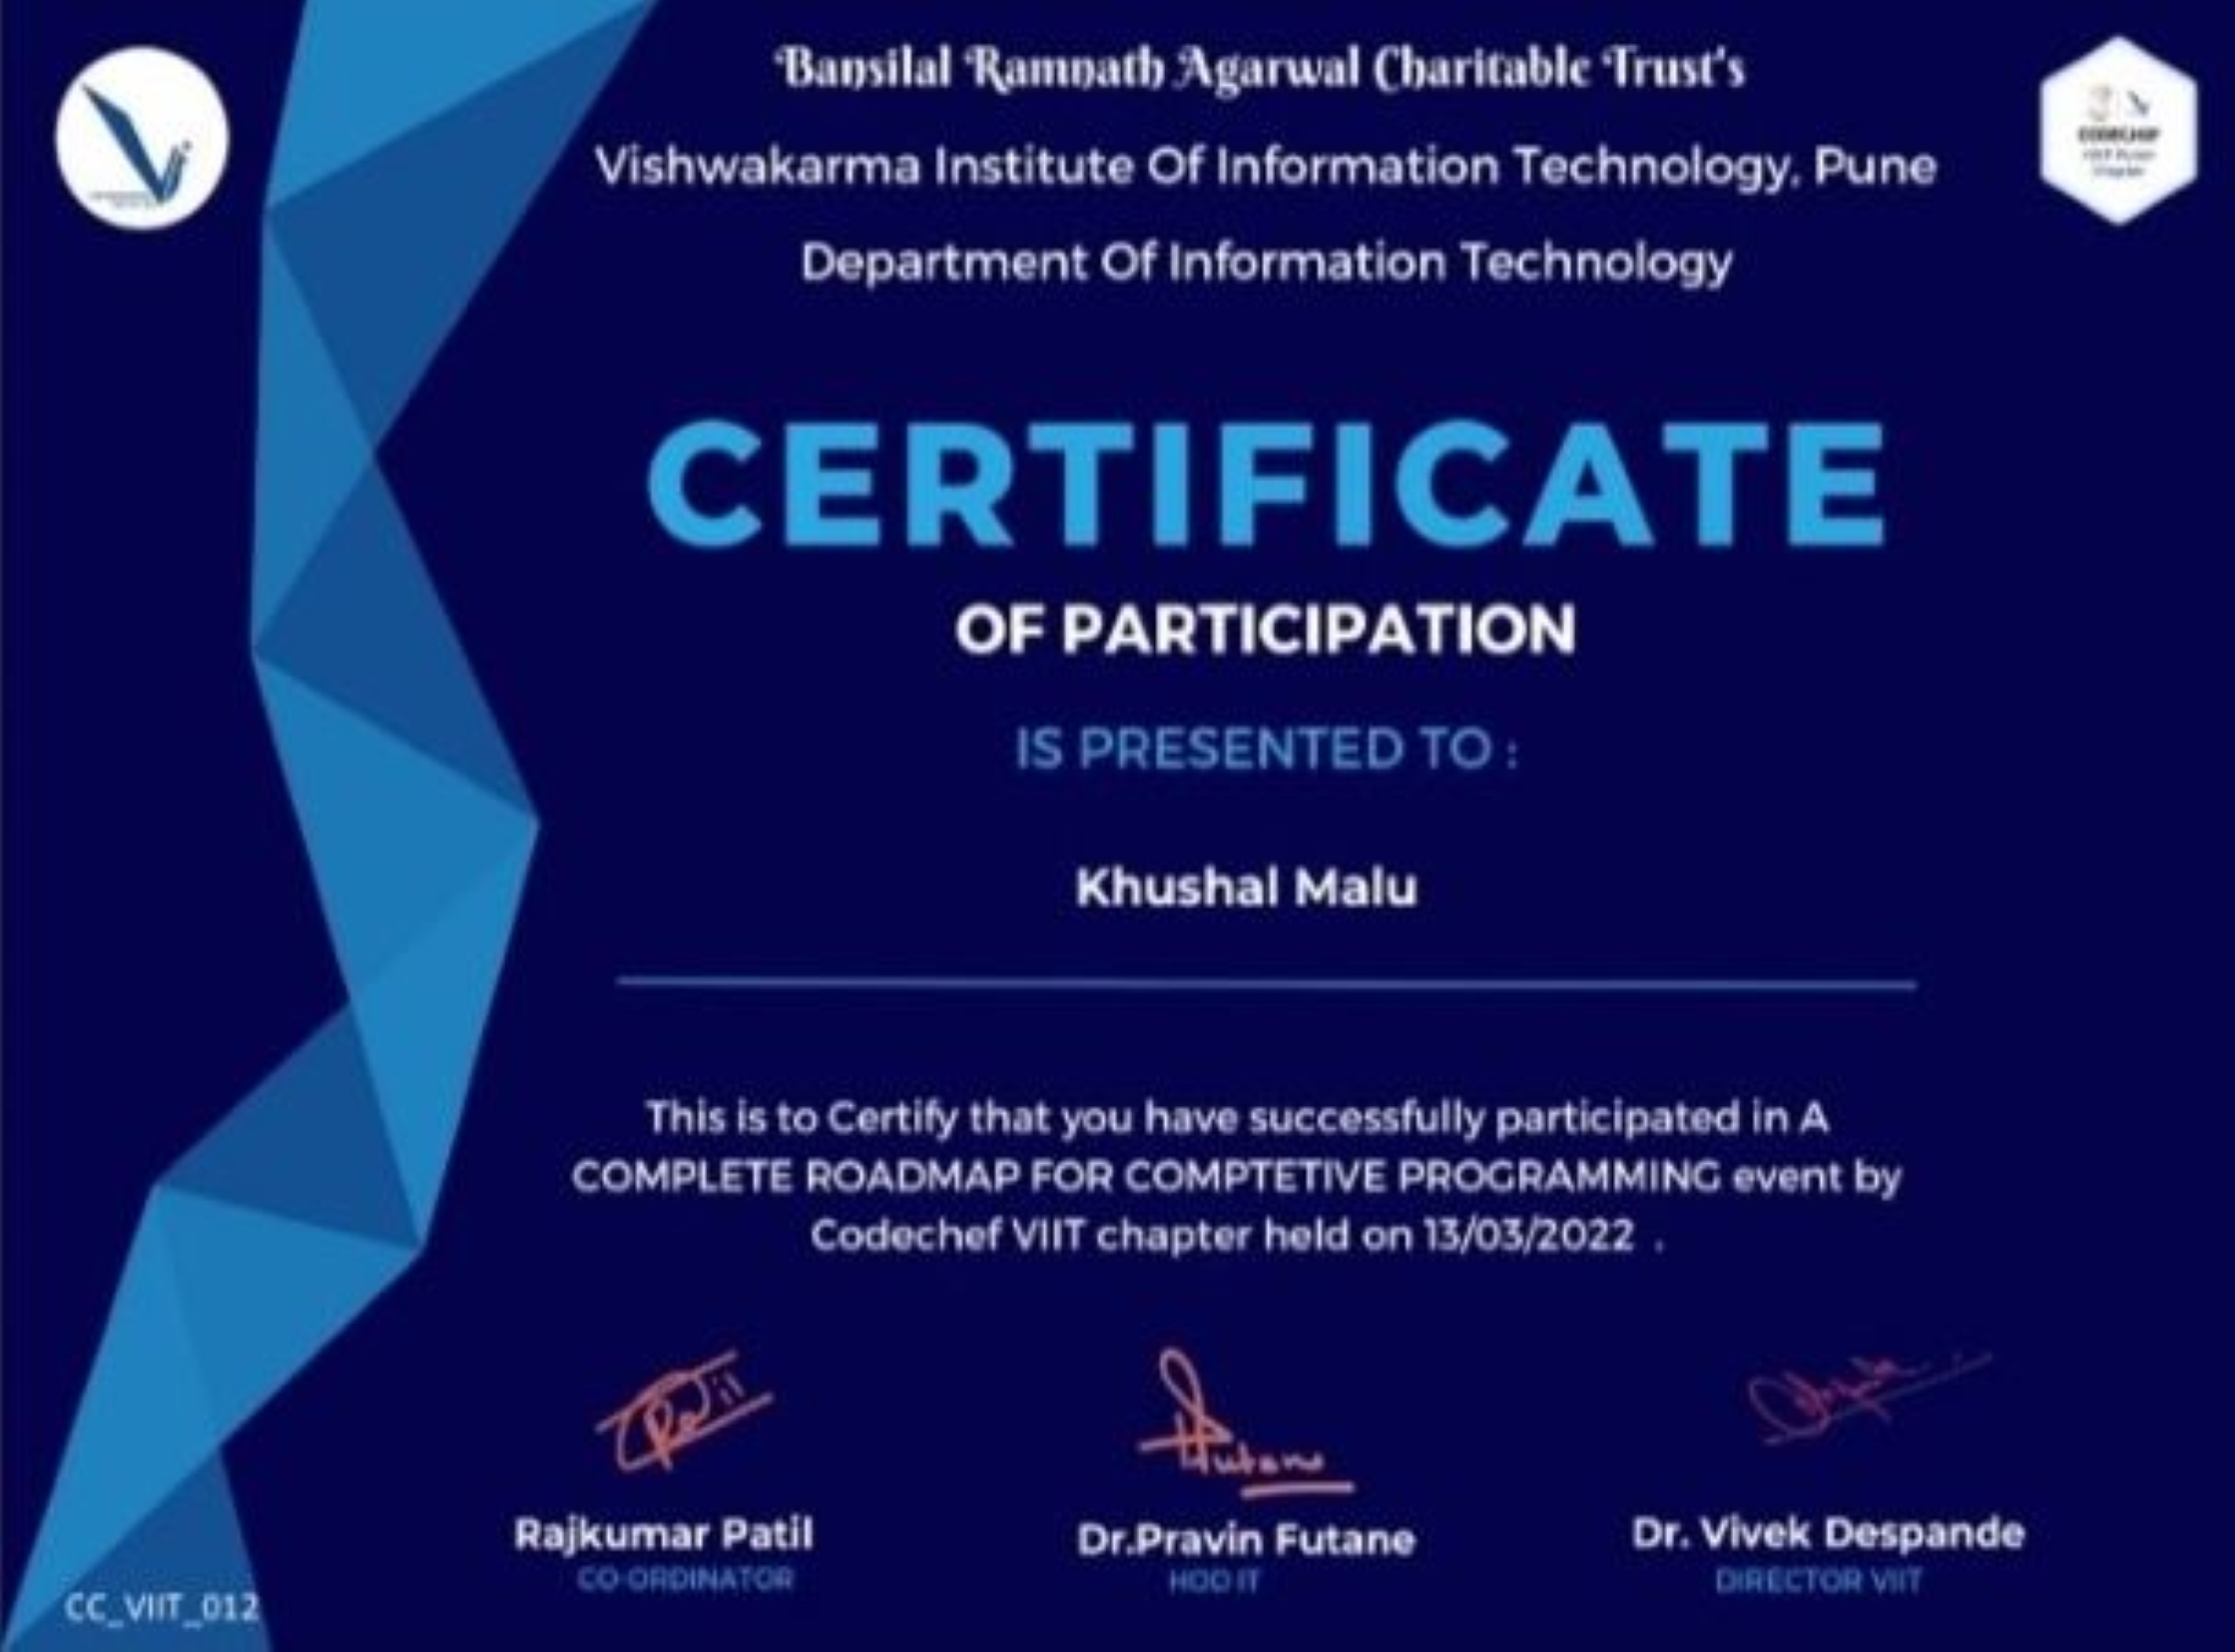 Bansilal Ramnath Agarwal Charitable Trust's
Vishwakarma Institute Of Information Technology, Pune
Department Of Information Technology
CODECHEF
CERTIFICATE
OF PARTICIPATION
IS PRESENTED TO :
Khushal Malu
This is to Certify that you have successfully participated in A
COMPLETE ROADMAP FOR COMPTETIVE PROGRAMMING event by
Codechef VIIT chapter held on 13/03/2022 .
Rajkumar Patil
CO-ORDINATOR
Dr.Pravin Futane
HOD IT
Dr. Vivek Despande
DIRECTOR VIIT
CC_VIIT_012